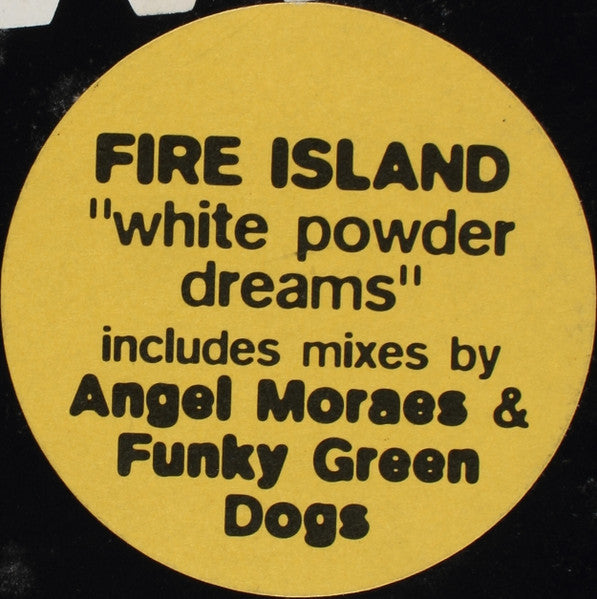 FIRE ISLAND
"white powder
dreams"
includes mixes by
Angel Moraes &
Funky Green
Dogs